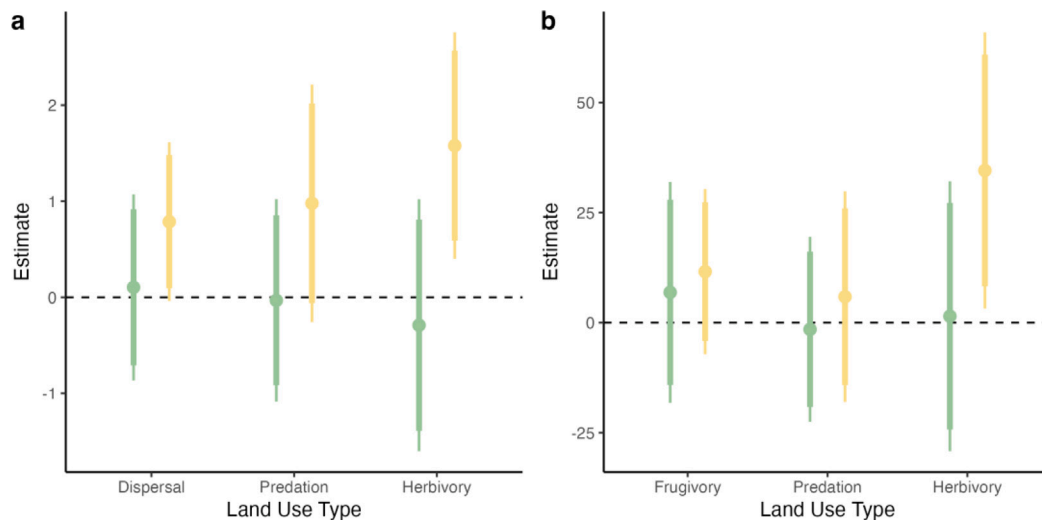 a
Estimate
2
1
0
-1
Dispersal Predation Herbivory
Land Use Type
b
Estimate
50
25
0
-25
Frugivory Predation Herbivory
Land Use Type